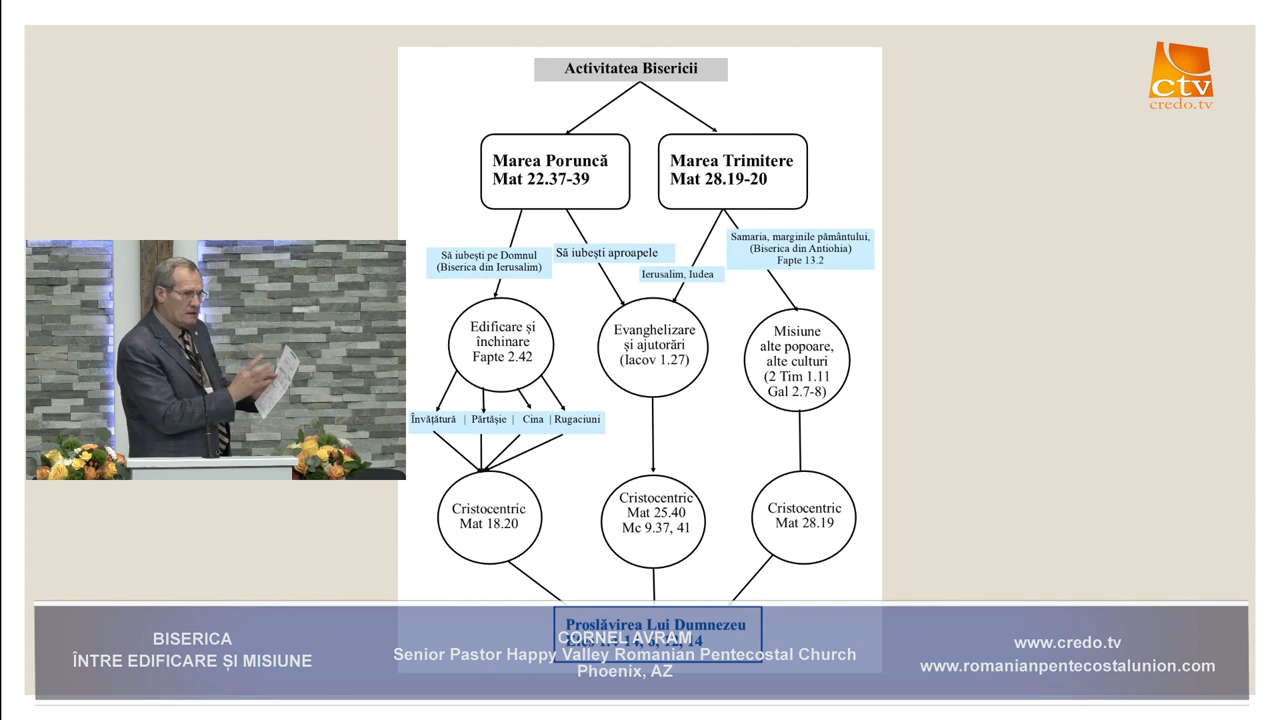 Activitatea Bisericii
ctv
credo.tv
Marea Poruncă
Mat 22.37-39
Marea Trimitere
Mat 28.19-20
Să iubești pe Domnul
(Biserica din Ierusalim)
Să iubești aproapele
Ierusalim, Iudea
Samaria, marginile pământului,
(Biserica din Antiohia)
Fapte 13.2
Edificare și
închinare
Fapte 2.42
Evanghelizare
și ajutorări
(Iacov 1.27)
Misiune
alte popoare,
alte culturi
(2 Tim 1.11
Gal 2.7-8)
Învățătură | Părtășie | Cina | Rugaciuni
Cristocentric
Mat 18.20
Cristocentric
Mat 25.40
Mc 9.37, 41
Cristocentric
Mat 28.19
Proslăvirea Lui Dumnezeu
BISERICA
ÎNTRE EDIFICARE ȘI MISIUNE
CORNEL AVRAM
Senior Pastor Happy Valley Romanian Pentecostal Church
Phoenix, AZ
www.credo.tv
www.romanianpentecostalunion.com